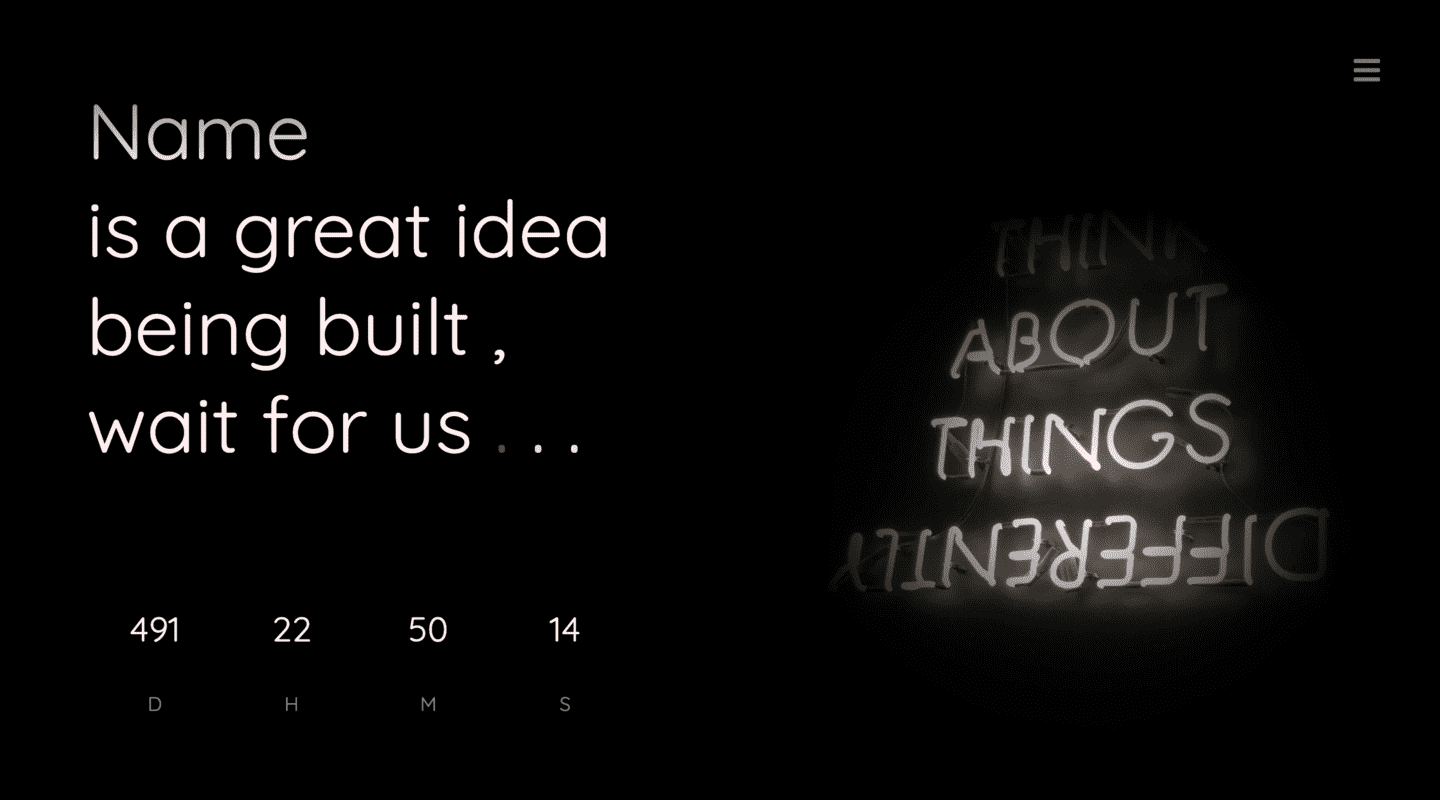 Name
is a great idea
being built ,
wait for us . . .
491 22 50 14
D H M S
THINK
ABOUT
THINGS
DIFFERENTLY